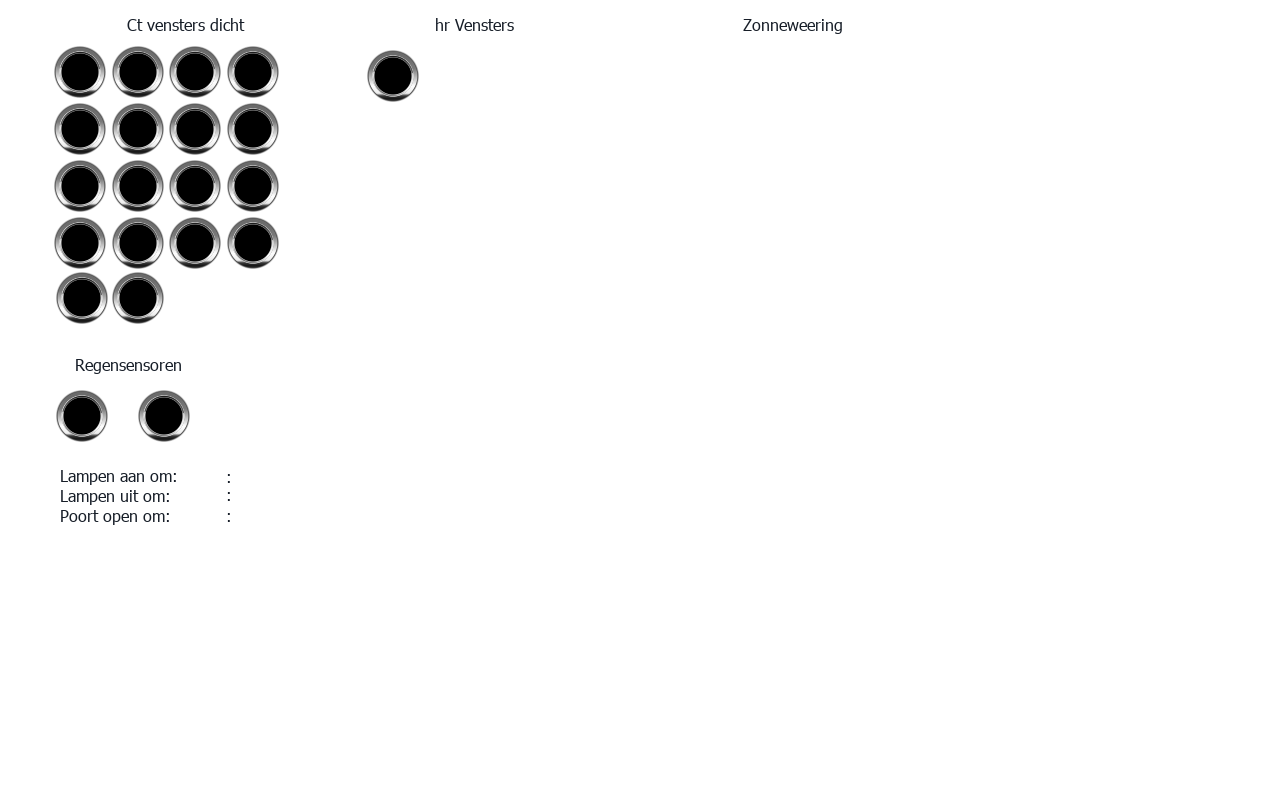 Ct vensters dicht
hr Vensters
Zonneweering
Regensensoren
Lampen aan om: :
Lampen uit om: :
Poort open om: :